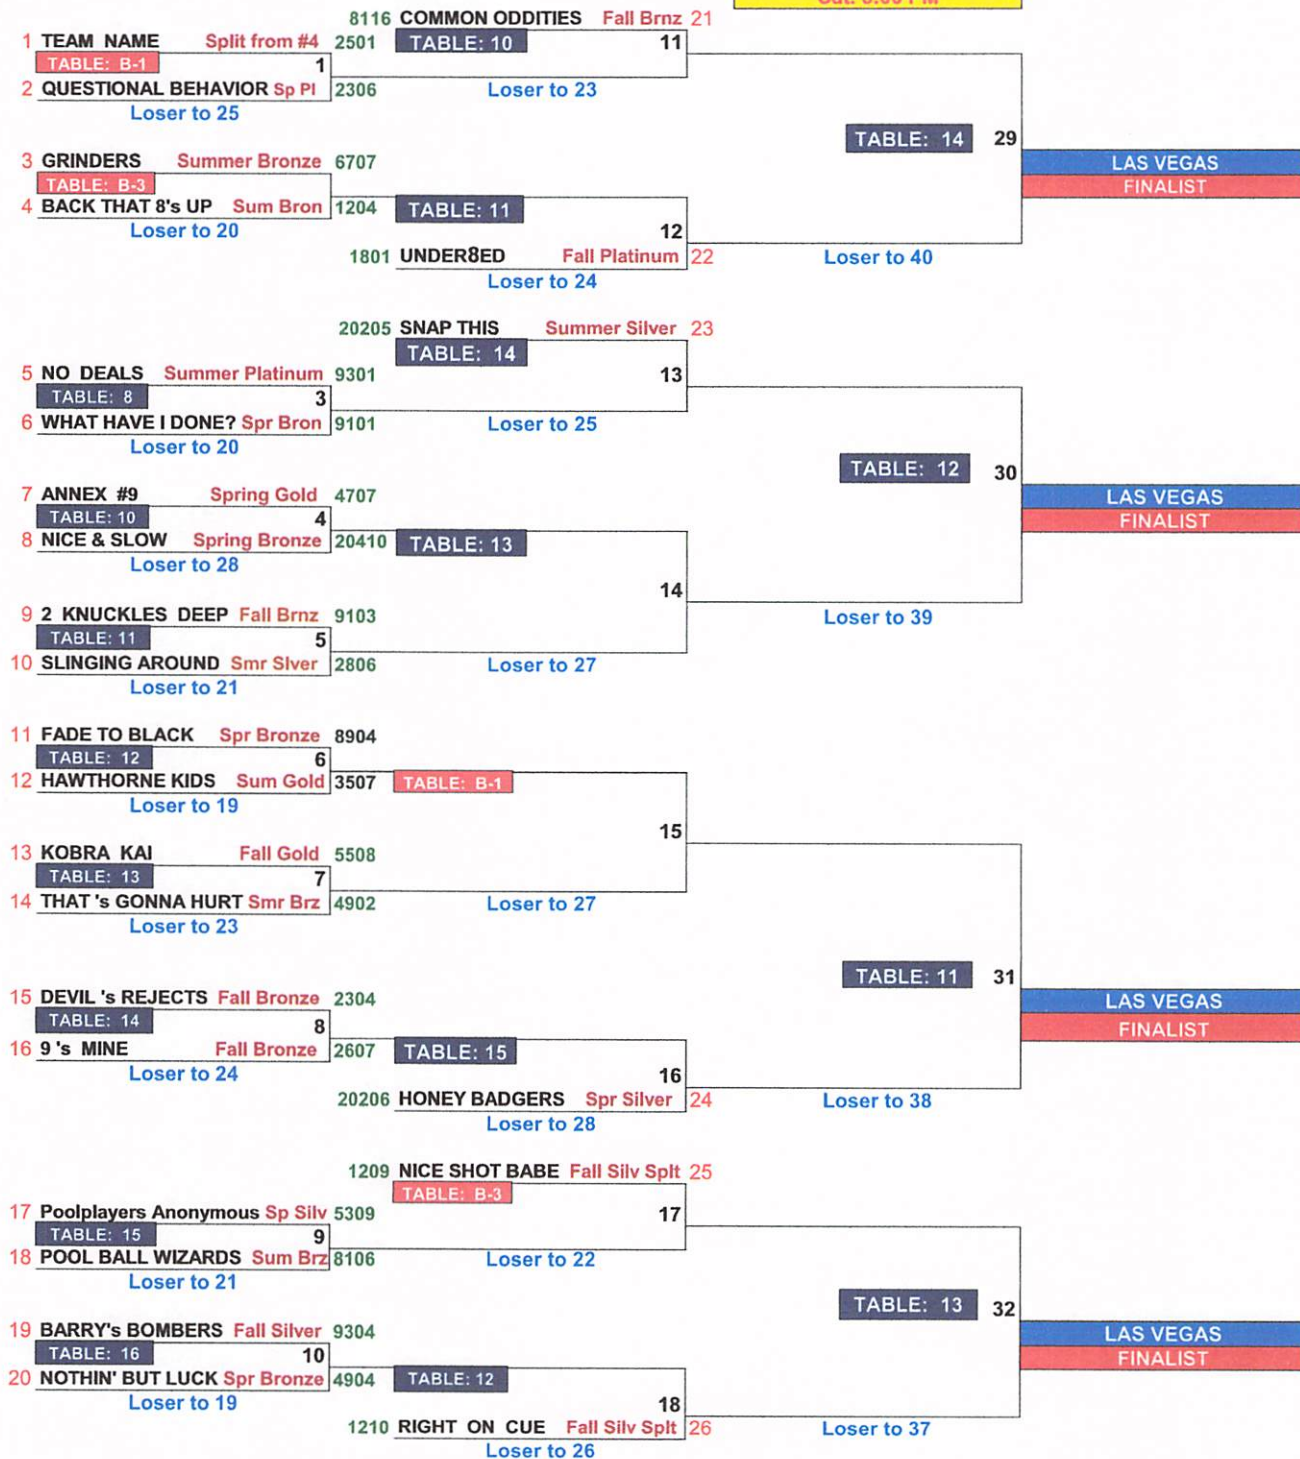 8116 COMMON ODDITIES Fall Brnz 21
1 TEAM NAME Split from #4 2501 TABLE: 10 11
TABLE: B-1 1
2 QUESTIONAL BEHAVIOR Sp Pl 2306 Loser to 23
Loser to 25
TABLE: 14 29
3 GRINDERS Summer Bronze 6707
LAS VEGAS
TABLE: B-3
FINALIST
4 BACK THAT 8's UP Sum Bron 1204 TABLE: 11
Loser to 20 12
1801 UNDER8ED Fall Platinum 22 Loser to 40
Loser to 24
20205 SNAP THIS Summer Silver 23
TABLE: 14
5 NO DEALS Summer Platinum 9301 13
TABLE: 8 3
6 WHAT HAVE I DONE? Spr Bron 9101 Loser to 25
Loser to 20
TABLE: 12 30
7 ANNEX #9 Spring Gold 4707
LAS VEGAS
TABLE: 10 4
FINALIST
8 NICE & SLOW Spring Bronze 20410 TABLE: 13
Loser to 28
14
9 2 KNUCKLES DEEP Fall Brnz 9103 Loser to 39
TABLE: 11 5
10 SLINGING AROUND Smr Slver 2806 Loser to 27
Loser to 21
11 FADE TO BLACK Spr Bronze 8904
TABLE: 12 6
12 HAWTHORNE KIDS Sum Gold 3507 TABLE: B-1
Loser to 19
15
13 KOBRA KAI Fall Gold 5508
TABLE: 13 7
14 THAT 's GONNA HURT Smr Brz 4902 Loser to 27
Loser to 23
TABLE: 11 31
15 DEVIL 's REJECTS Fall Bronze 2304
LAS VEGAS
TABLE: 14 8
FINALIST
16 9 's MINE Fall Bronze 2607 TABLE: 15
Loser to 24 16
20206 HONEY BADGERS Spr Silver 24 Loser to 38
Loser to 28
1209 NICE SHOT BABE Fall Silv Splt 25
TABLE: B-3
17 Poolplayers Anonymous Sp Silv 5309 17
TABLE: 15 9
18 POOL BALL WIZARDS Sum Brz 8106 Loser to 22
Loser to 21
TABLE: 13 32
19 BARRY's BOMBERS Fall Silver 9304
LAS VEGAS
TABLE: 16 10
FINALIST
20 NOTHIN' BUT LUCK Spr Bronze 4904 TABLE: 12
Loser to 19 18
1210 RIGHT ON CUE Fall Silv Splt 26 Loser to 37
Loser to 26